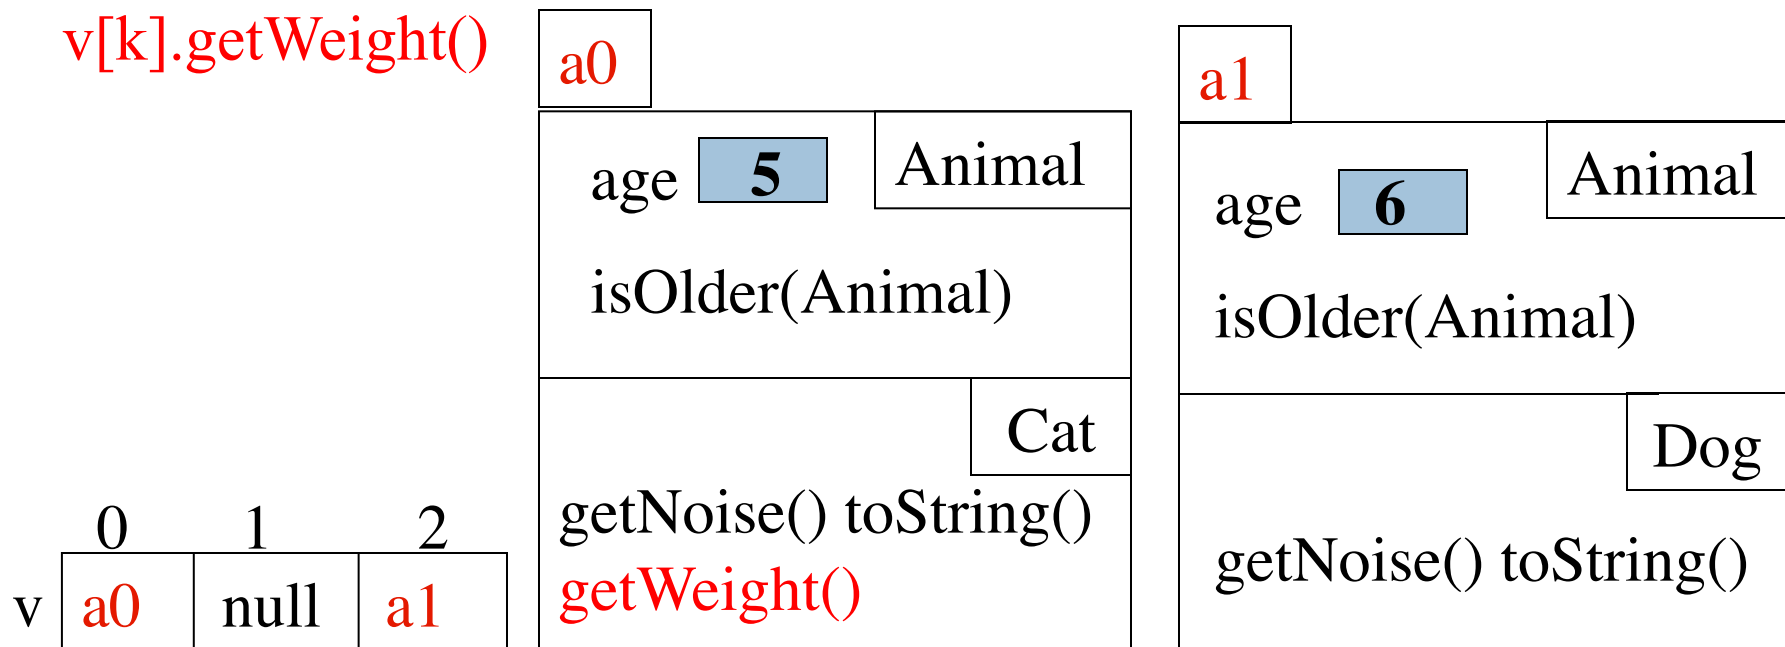 v[k].getWeight()
a0
age 5 Animal
isOlder(Animal)
Cat
getNoise() toString()
getWeight()
a1
age 6 Animal
isOlder(Animal)
Dog
getNoise() toString()
0 1 2
v a0 null a1